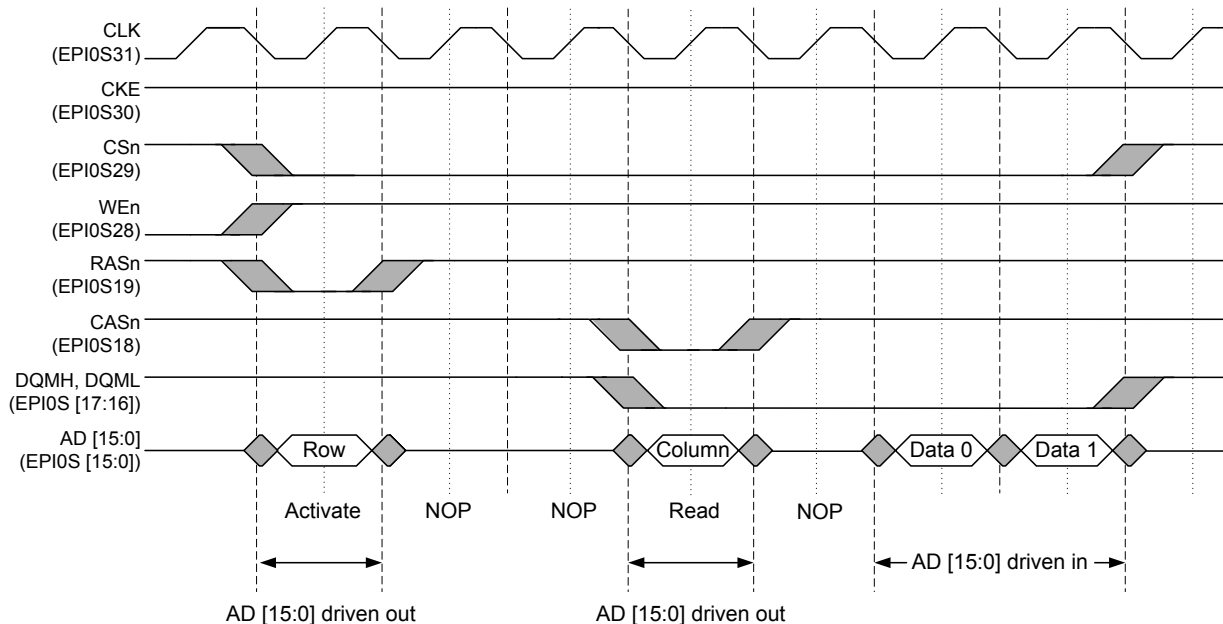 CLK
(EPI0S31)
CKE
(EPI0S30)
CSn
(EPI0S29)
WEn
(EPI0S28)
RASn
(EPI0S19)
CASn
(EPI0S18)
DQMH, DQML
(EPI0S [17:16])
AD [15:0]
(EPI0S [15:0])
Row Column Data 0 Data 1
Activate NOP NOP Read NOP
AD [15:0] driven in
AD [15:0] driven out AD [15:0] driven out